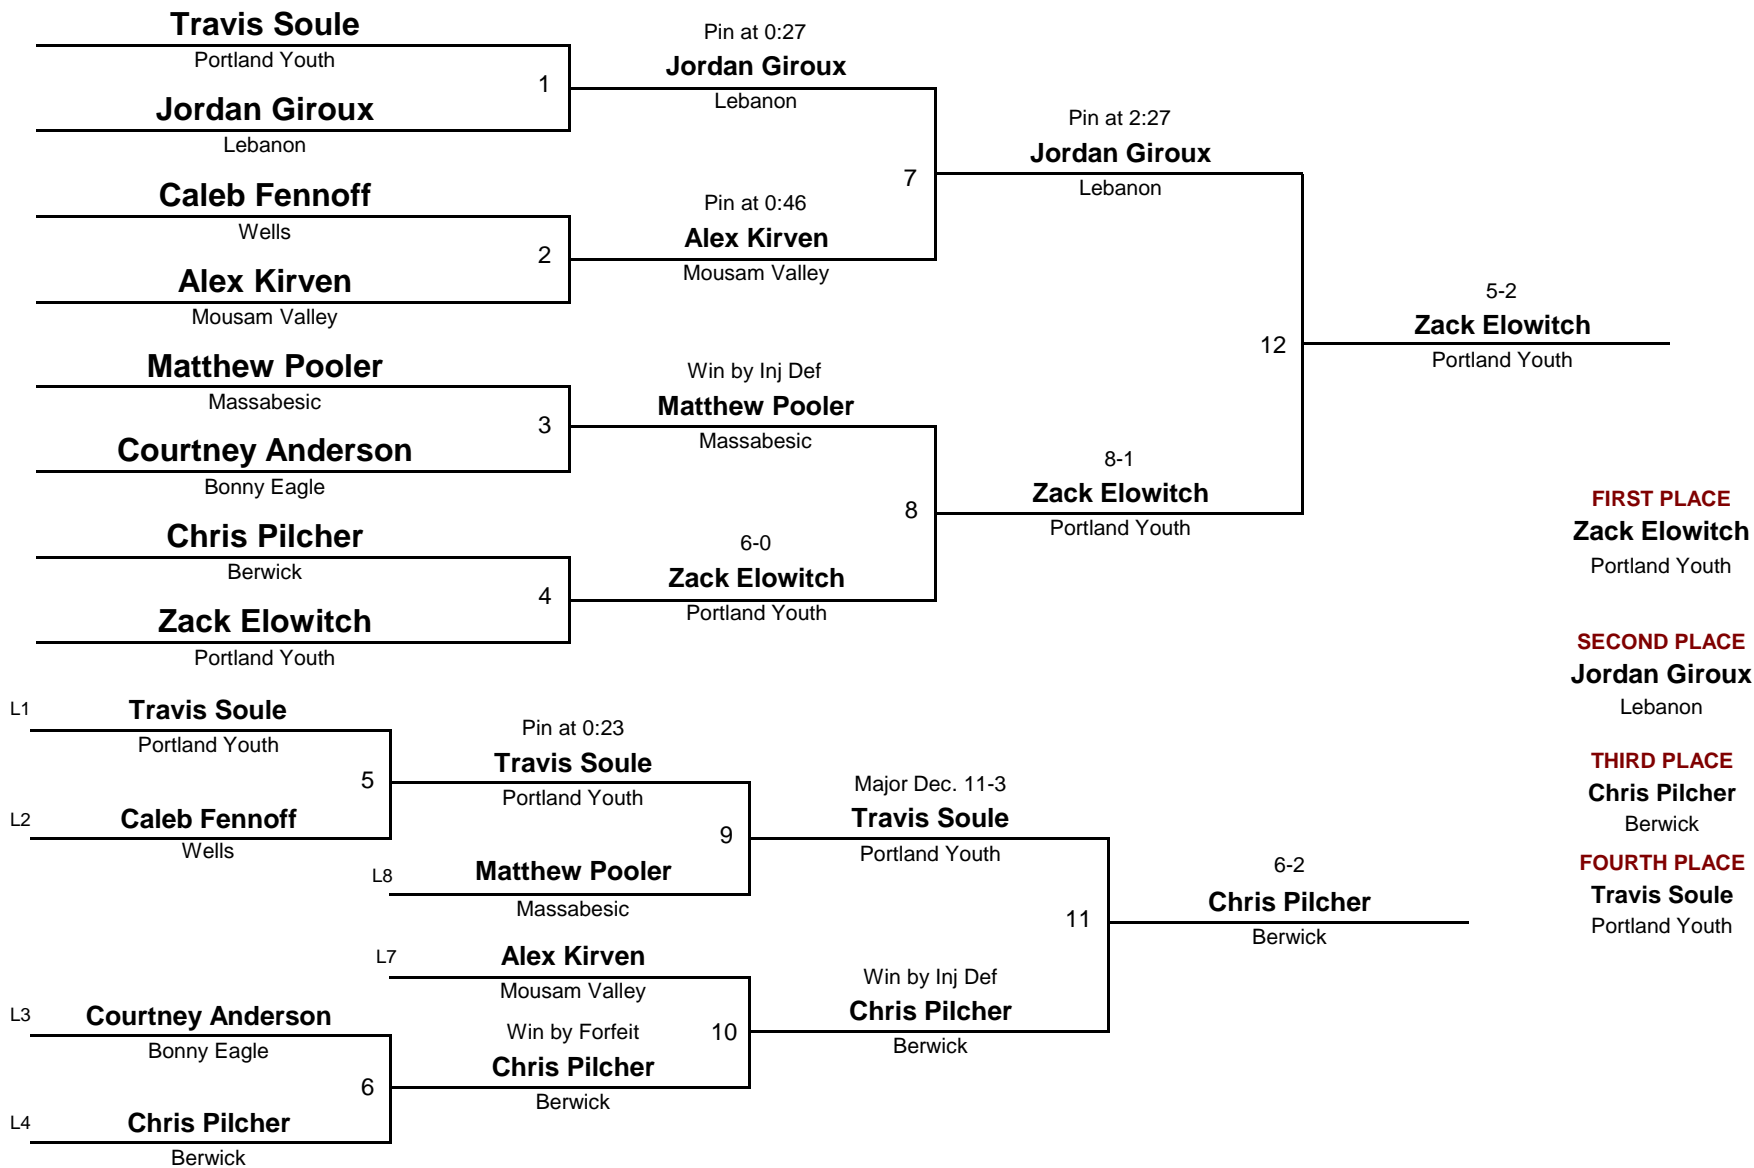 Travis Soule
Portland Youth
1
Jordan Giroux
Lebanon
Pin at 0:27
Jordan Giroux
Lebanon
Caleb Fennoff
Wells
2
Alex Kirven
Mousam Valley
Pin at 0:46
Alex Kirven
Mousam Valley
7
Pin at 2:27
Jordan Giroux
Lebanon
Matthew Pooler
Massabesic
3
Courtney Anderson
Bonny Eagle
Win by Inj Def
Matthew Pooler
Massabesic
Chris Pilcher
Berwick
4
Zack Elowitch
Portland Youth
6-0
Zack Elowitch
Portland Youth
8
8-1
Zack Elowitch
Portland Youth
12
5-2
Zack Elowitch
Portland Youth
FIRST PLACE
Zack Elowitch
Portland Youth
SECOND PLACE
Jordan Giroux
Lebanon
THIRD PLACE
Chris Pilcher
Berwick
FOURTH PLACE
Travis Soule
Portland Youth
L1
Travis Soule
Portland Youth
5
L2
Caleb Fennoff
Wells
Pin at 0:23
Travis Soule
Portland Youth
9
L8
Matthew Pooler
Massabesic
Major Dec. 11-3
Travis Soule
Portland Youth
L7
Alex Kirven
Mousam Valley
L3
Courtney Anderson
Bonny Eagle
6
L4
Chris Pilcher
Berwick
Win by Forfeit
Chris Pilcher
Berwick
10
Win by Inj Def
Chris Pilcher
Berwick
11
6-2
Chris Pilcher
Berwick